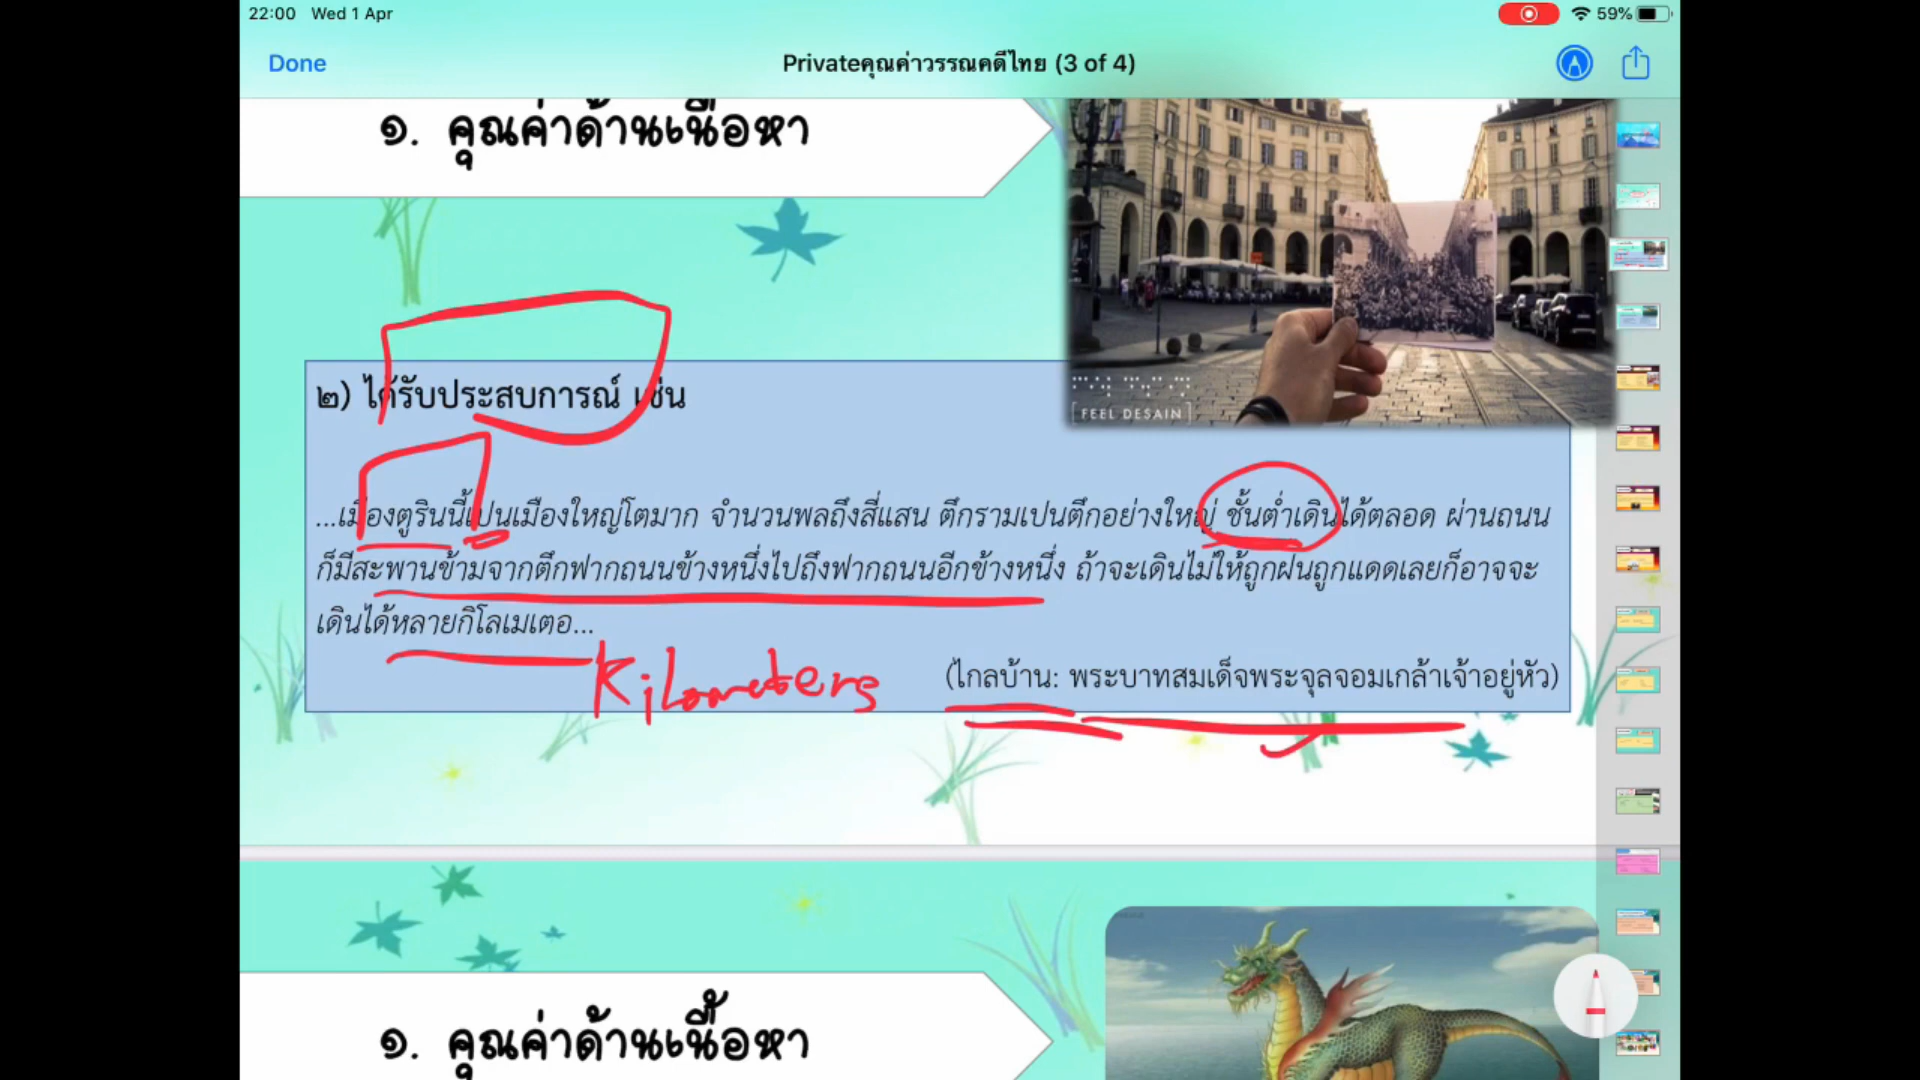 22:00 Wed 1 Apr
59%
Done
Privateคุณค่าวรรณคดีไทย (3 of 4)
๑. คุณค่าด้านเนื้อหา
[ FEEL DESAIN ]
๒) ได้รับประสบการณ์ เช่น
...เมืองตูรินนี้เปนเมืองใหญ่โตมาก จำนวนพลถึงสี่แสน ตึกรามเปนตึกอย่างใหญ่ ชั้นต่ำเดินได้ตลอด ผ่านถนน
ก็มีสะพานข้ามจากตึกฟากถนนข้างหนึ่งไปถึงฟากถนนอีกข้างหนึ่ง ถ้าจะเดินไม่ให้ถูกฝนถูกแดดเลยก็อาจจะ
เดินได้หลายกิโลเมเตอ...
Kilometers
(ไกลบ้าน: พระบาทสมเด็จพระจุลจอมเกล้าเจ้าอยู่หัว)
๑. คุณค่าด้านเนื้อหา